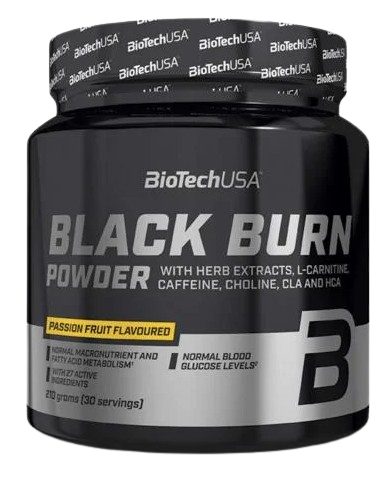 BioTechUSA
BLACK BURN
POWDER
WITH HERB EXTRACTS, L-CARNITINE,
CAFFEINE, CHOLINE, CLA AND HCA
PASSION FRUIT FLAVOURED
NORMAL MACRONUTRIENT AND
FATTY ACID METABOLISM¹
WITH 27 ACTIVE
INGREDIENTS
NORMAL BLOOD
GLUCOSE LEVELS²
210 grams (30 servings)
B